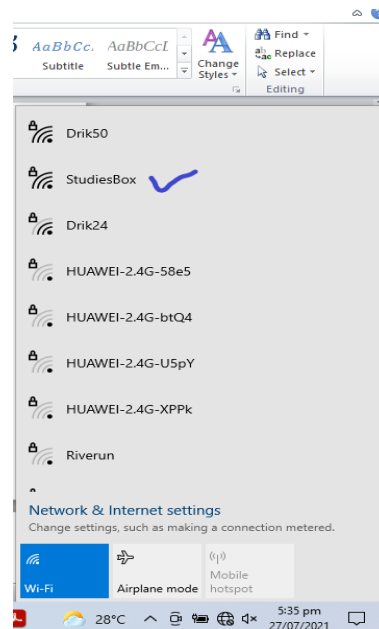 AaBbCc. AaBbCcL
Subtitle Subtle Em...
Change
Styles
Find
Replace
Select
Editing
Drik50
StudiesBox
Drik24
HUAWEI-2.4G-58e5
HUAWEI-2.4G-btQ4
HUAWEI-2.4G-U5pY
HUAWEI-2.4G-XPPk
Riverun
Network & Internet settings
Change settings, such as making a connection metered.
Wi-Fi
Airplane mode
Mobile
hotspot
28°C
5:35 pm
27/07/2021